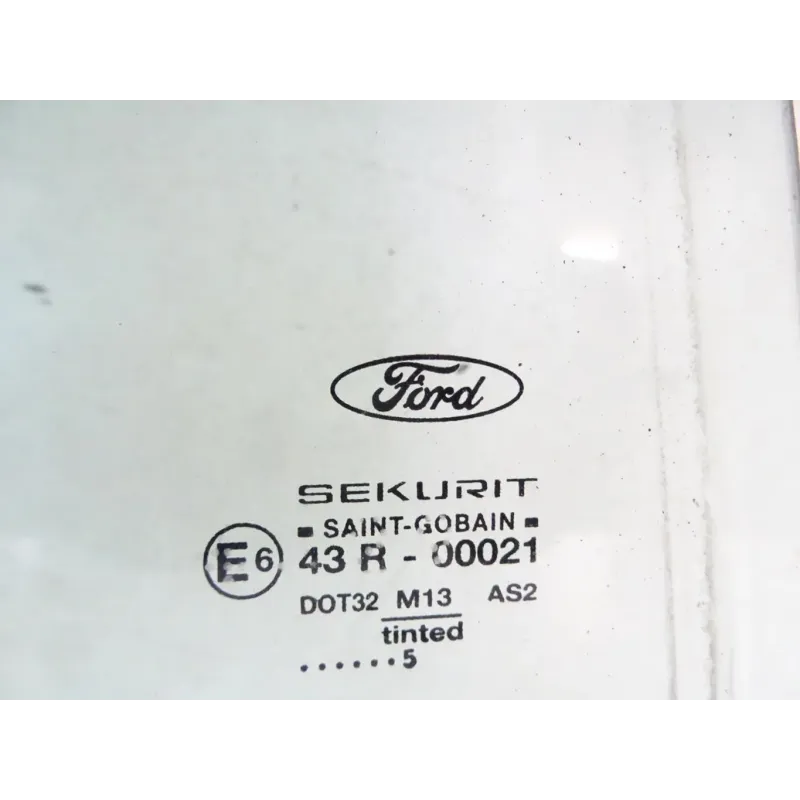 Ford
SEKURIT
SAINT-GOBAIN
E6 43 R - 00021
DOT32 M13 AS2
tinted
......5